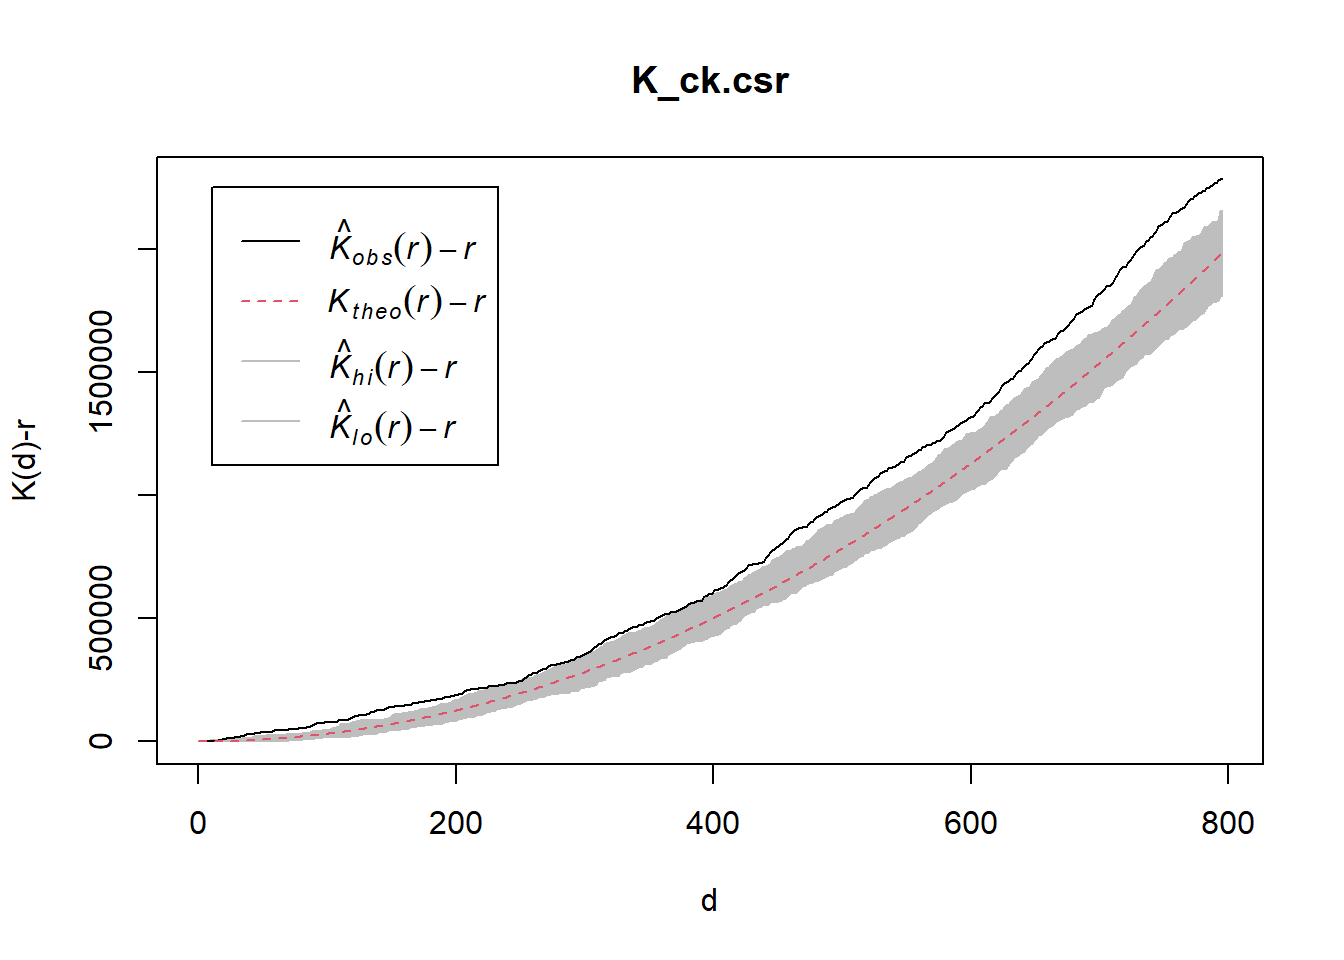 K_ck.csr
K̂obs(r) − r
Ktheo(r) − r
K̂hi(r) − r
K̂lo(r) − r
K(d)-r
1500000
500000
0
0 200 400 600 800
d